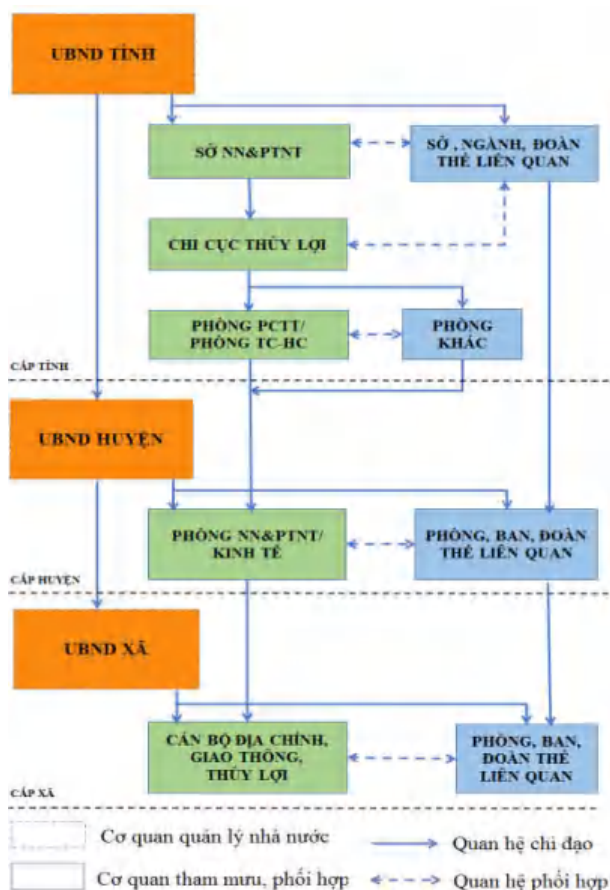 UBND TỈNH
SỞ NN&PTNT
SỞ , NGÀNH, ĐOÀN
THỂ LIÊN QUAN
CHI CỤC THỦY LỢI
PHÒNG PCTT/
PHÒNG TC-HC
PHÒNG
KHÁC
CẤP TỈNH
UBND HUYỆN
PHÒNG NN&PTNT/
KINH TẾ
PHÒNG, BAN, ĐOÀN
THỂ LIÊN QUAN
CẤP HUYỆN
UBND XÃ
CÁN BỘ ĐỊA CHÍNH,
GIAO THÔNG,
THỦY LỢI
PHÒNG, BAN,
ĐOÀN THỂ
LIÊN QUAN
CẤP XÃ
Cơ quan quản lý nhà nước
Quan hệ chỉ đạo
Cơ quan tham mưu, phối hợp
Quan hệ phối hợp